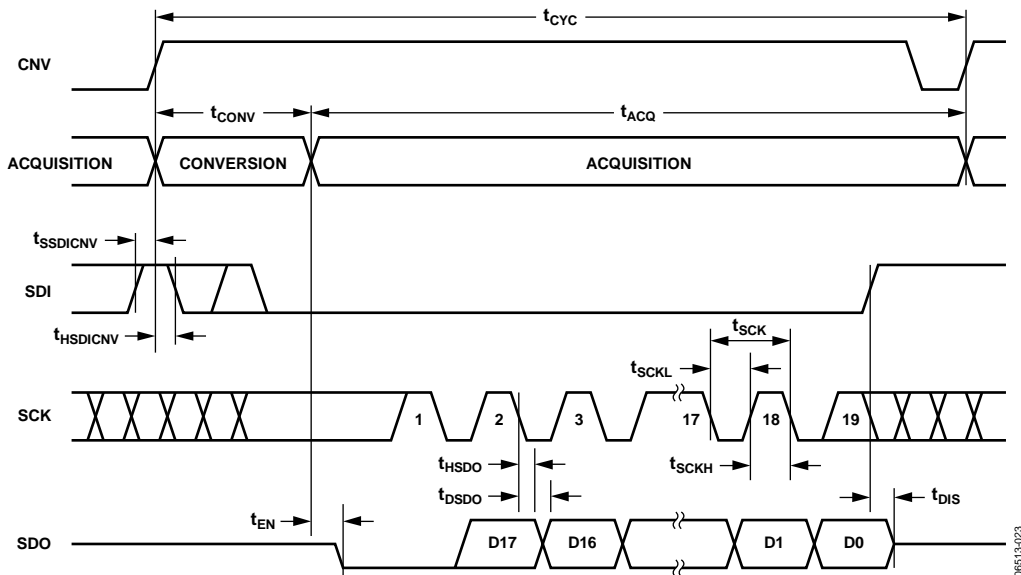 tCYC
CNV
tCONV
tACQ
ACQUISITION
CONVERSION
ACQUISITION
tSSDICNV
SDI
tHSDICNV
tSCK
tSCKL
SCK
1
2
3
17
18
19
tHSDO
tSCKH
tDSDO
tEN
tDIS
SDO
D17
D16
D1
D0
06513-023